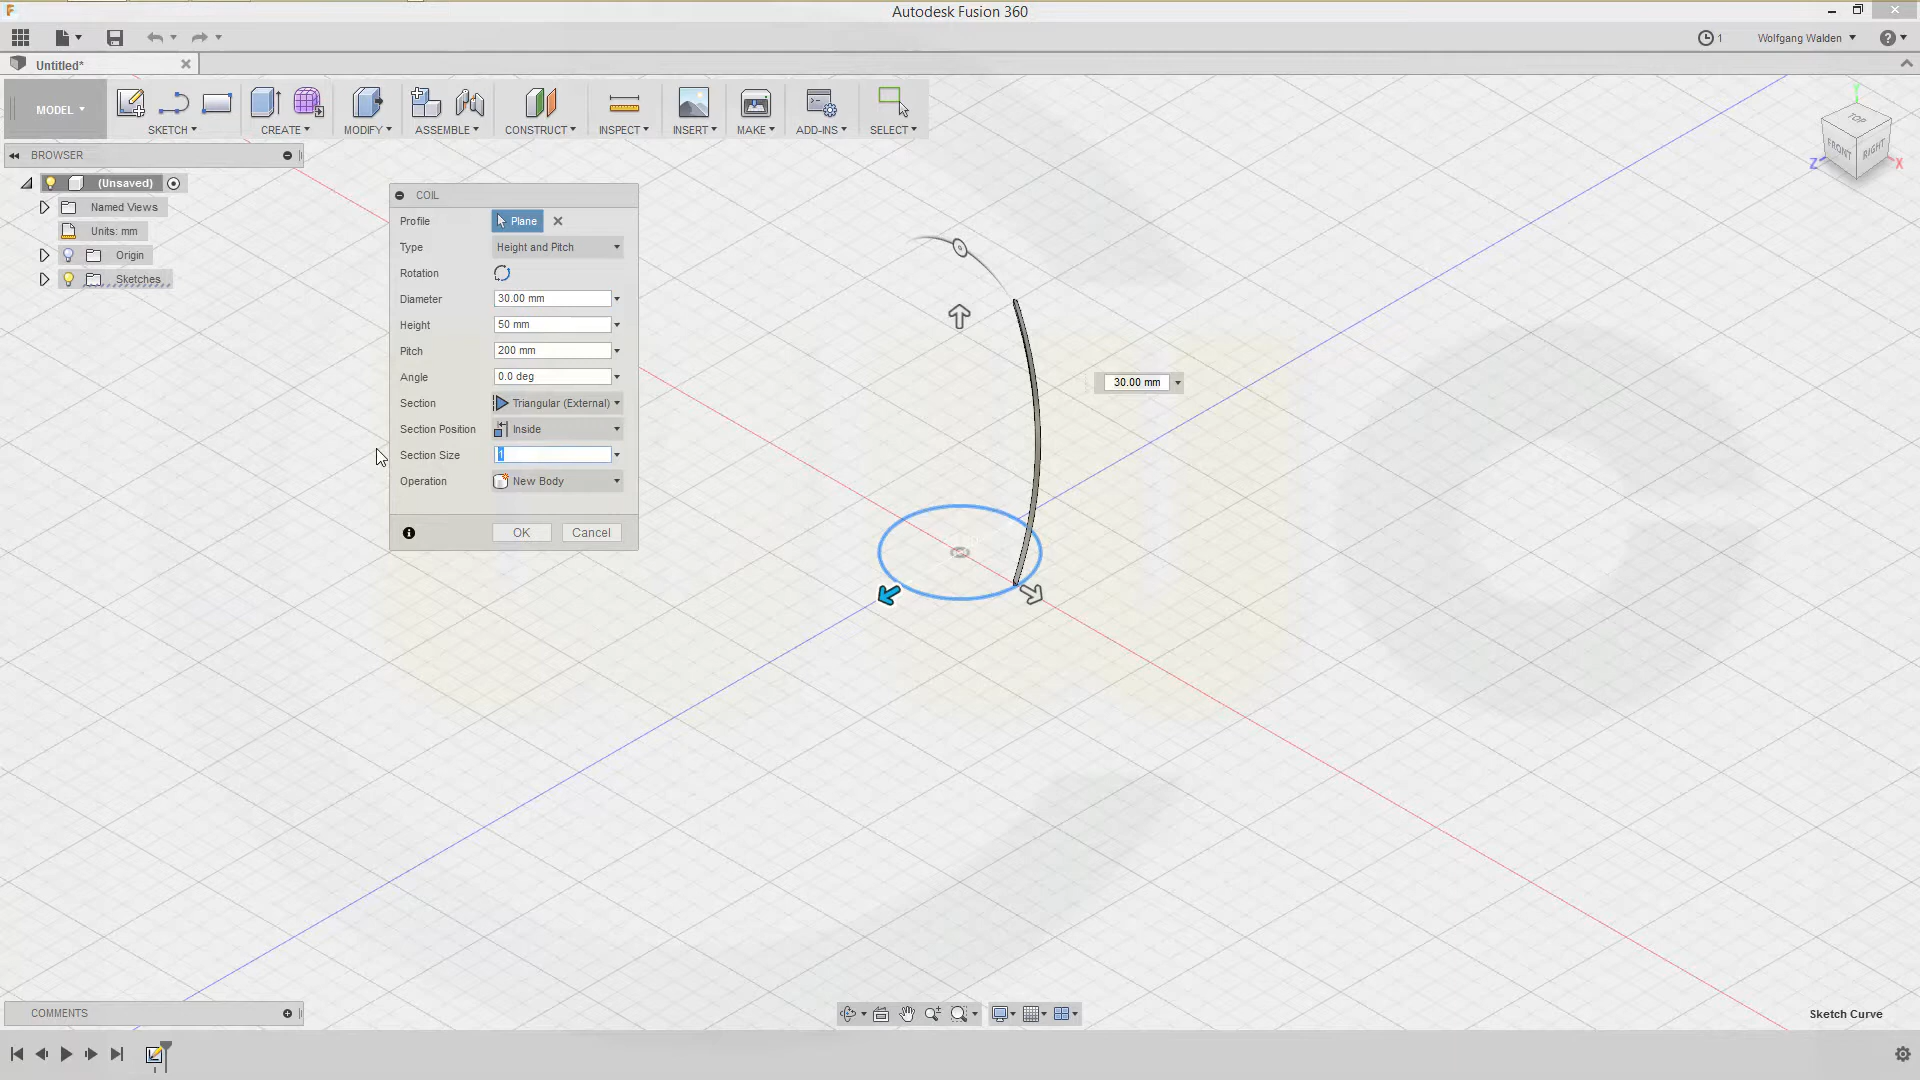 Autodesk Fusion 360
1
Wolfgang Walden
Untitled*
MODEL
SKETCH
CREATE
MODIFY
ASSEMBLE
CONSTRUCT
INSPECT
INSERT
MAKE
ADD-INS
SELECT
Y
TOP
FRONT
RIGHT
Z
X
BROWSER
(Unsaved)
Named Views
Units: mm
Origin
Sketches
COIL
Profile Plane
Type Height and Pitch
Rotation
Diameter 30.00 mm
Height 50 mm
Pitch 200 mm
Angle 0.0 deg
Section Triangular (External)
Section Position Inside
Section Size 1
Operation New Body
OK Cancel
30.00 mm
COMMENTS
Sketch Curve